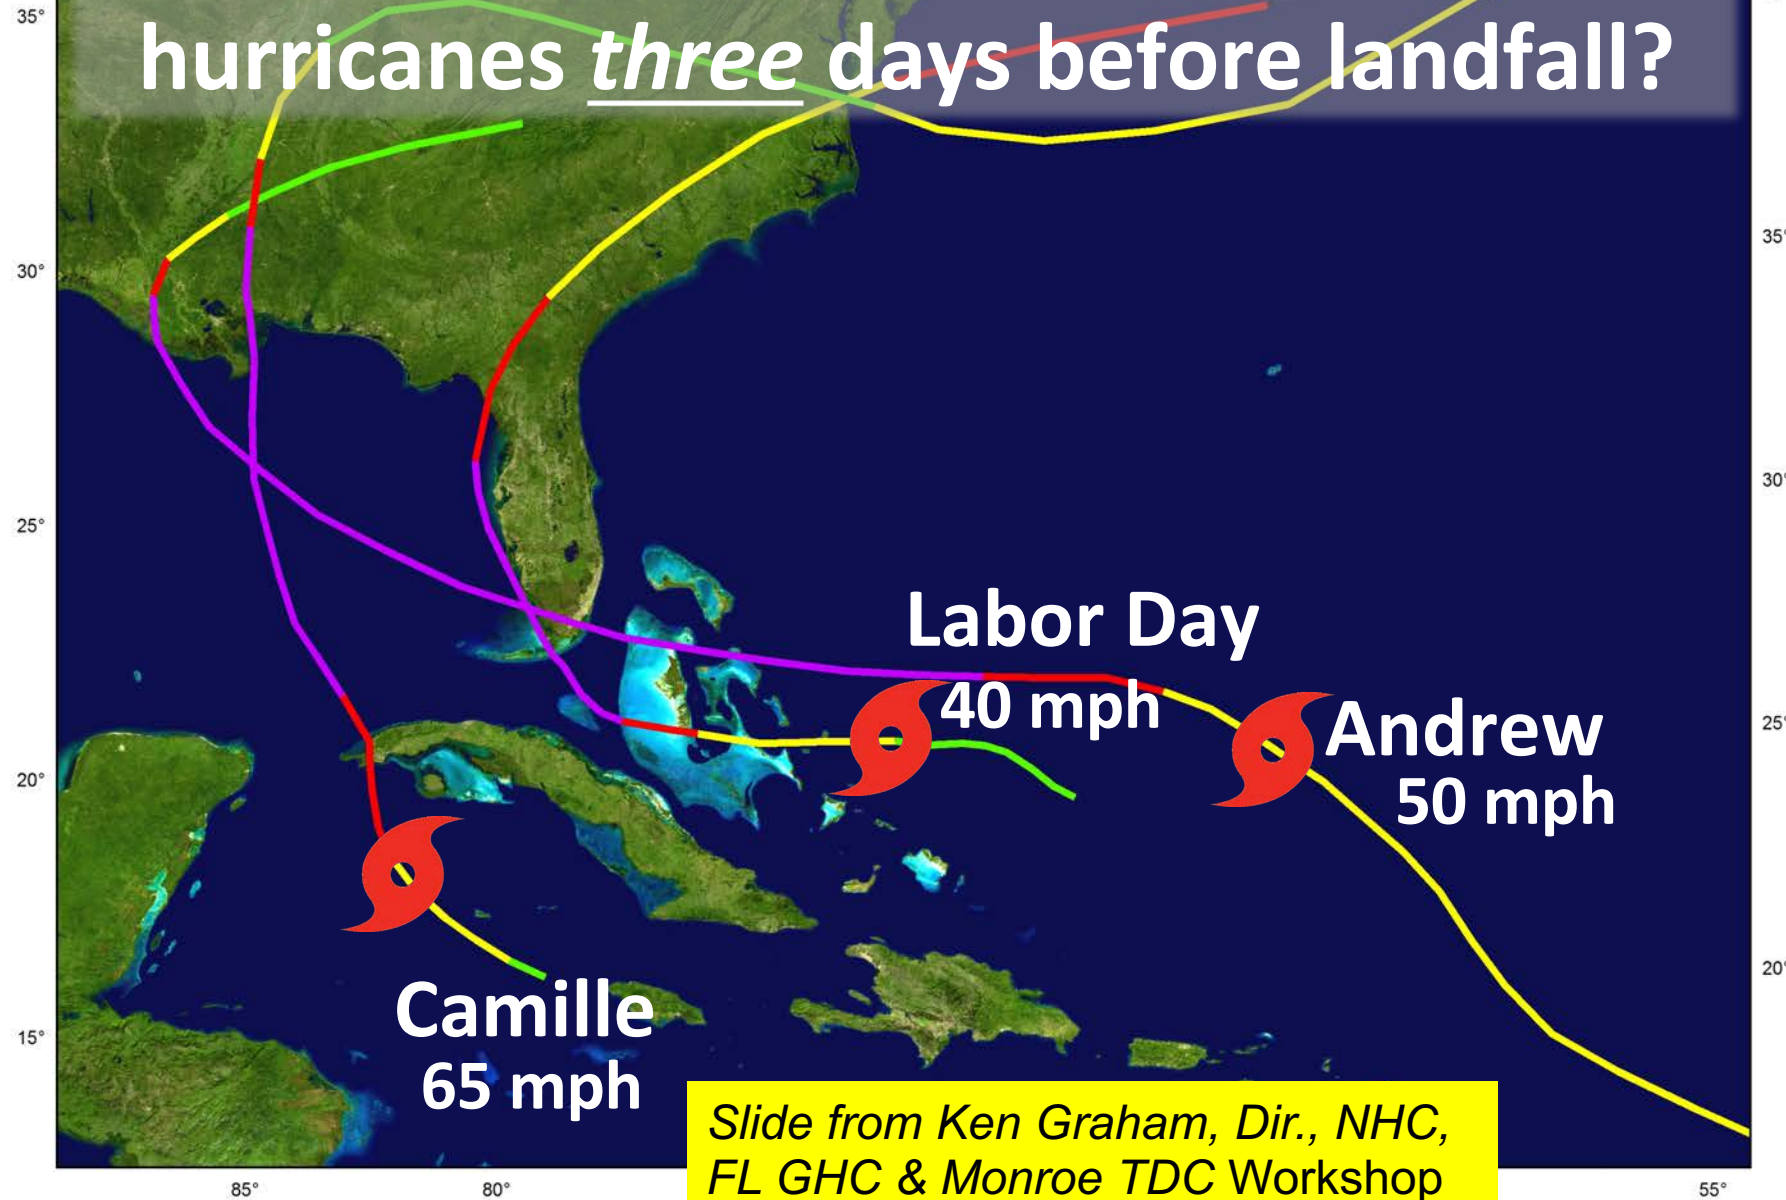 35°
hurricanes three days before landfall?
35°
30°
30°
25°
Labor Day
40 mph
25°
Andrew
50 mph
20°
20°
Camille
65 mph
15°
Slide from Ken Graham, Dir., NHC,
FL GHC & Monroe TDC Workshop
85°
80°
55°